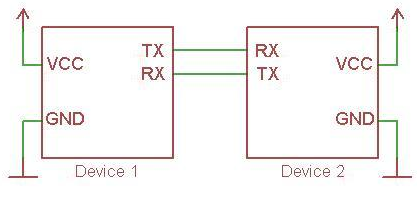 TX RX
VCC RX TX VCC
GND GND
Device 1 Device 2